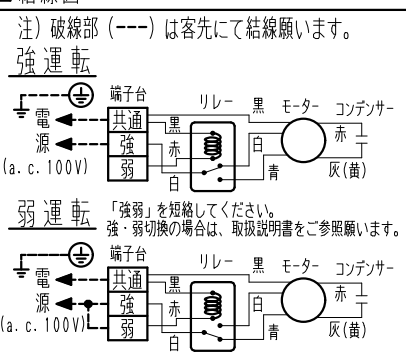 注) 破線部 (---) は客先にて結線願います。
強運転
端子台
リレー
黒
モーター
コンデンサー
電
源
(a.c.100V)
共通
強
弱
黒
赤
白
白
青
赤
灰(黄)
弱運転
「強弱」を短絡してください。
強・弱切換の場合は、取扱説明書をご参照願います。
端子台
リレー
黒
モーター
コンデンサー
電
源
(a.c.100V)
共通
強
弱
黒
赤
白
白
青
赤
灰(黄)